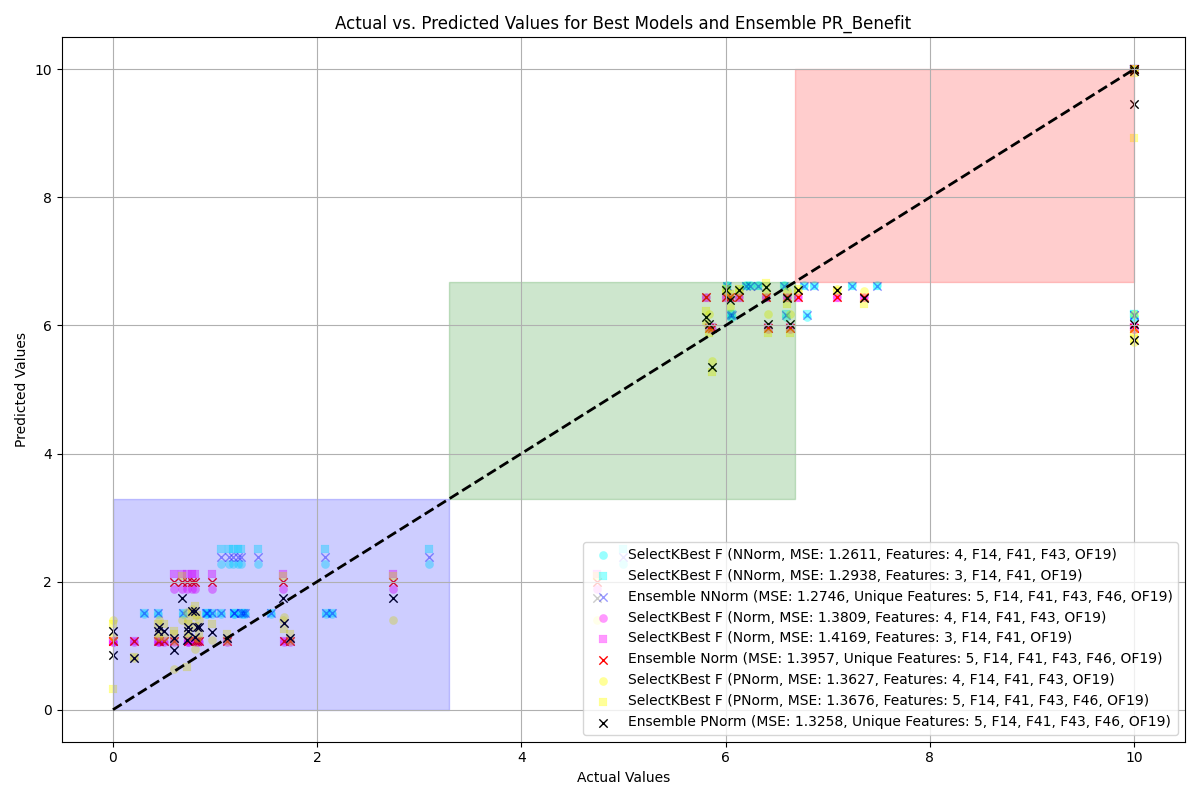 Actual vs. Predicted Values for Best Models and Ensemble PR_Benefit
10
8
6
4
2
0
Predicted Values
SelectKBest F (NNorm, MSE: 1.2611, Features: 4, F14, F41, F43, OF19)
SelectKBest F (NNorm, MSE: 1.2938, Features: 3, F14, F41, OF19)
Ensemble NNorm (MSE: 1.2746, Unique Features: 5, F14, F41, F43, F46, OF19)
SelectKBest F (Norm, MSE: 1.3809, Features: 4, F14, F41, F43, OF19)
SelectKBest F (Norm, MSE: 1.4169, Features: 3, F14, F41, OF19)
Ensemble Norm (MSE: 1.3957, Unique Features: 5, F14, F41, F43, F46, OF19)
SelectKBest F (PNorm, MSE: 1.3627, Features: 4, F14, F41, F43, OF19)
SelectKBest F (PNorm, MSE: 1.3676, Features: 5, F14, F41, F43, F46, OF19)
Ensemble PNorm (MSE: 1.3258, Unique Features: 5, F14, F41, F43, F46, OF19)
0 2 4 6 8 10
Actual Values